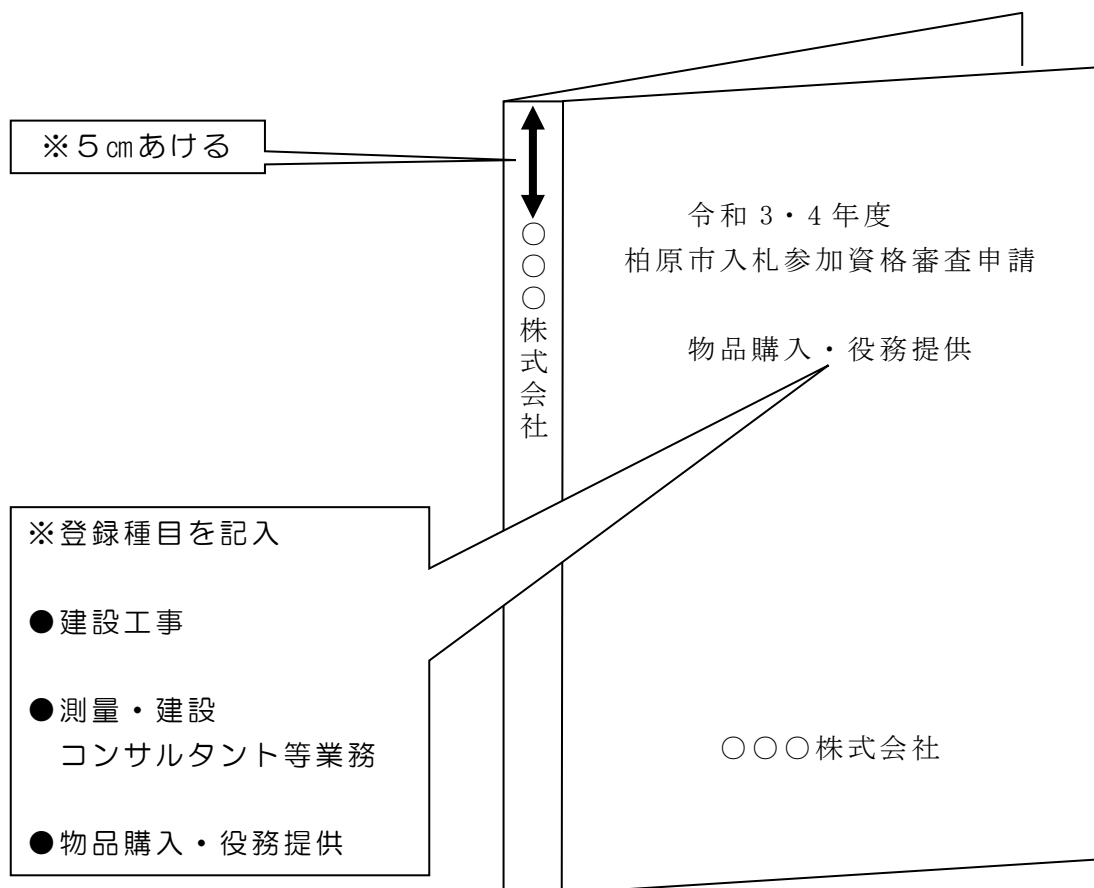 ※５㎝あける
○○○株式会社
令和 3・4 年度
柏原市入札参加資格審査申請
物品購入・役務提供
○○○株式会社
※登録種目を記入
●建設工事
●測量・建設
コンサルタント等業務
●物品購入・役務提供